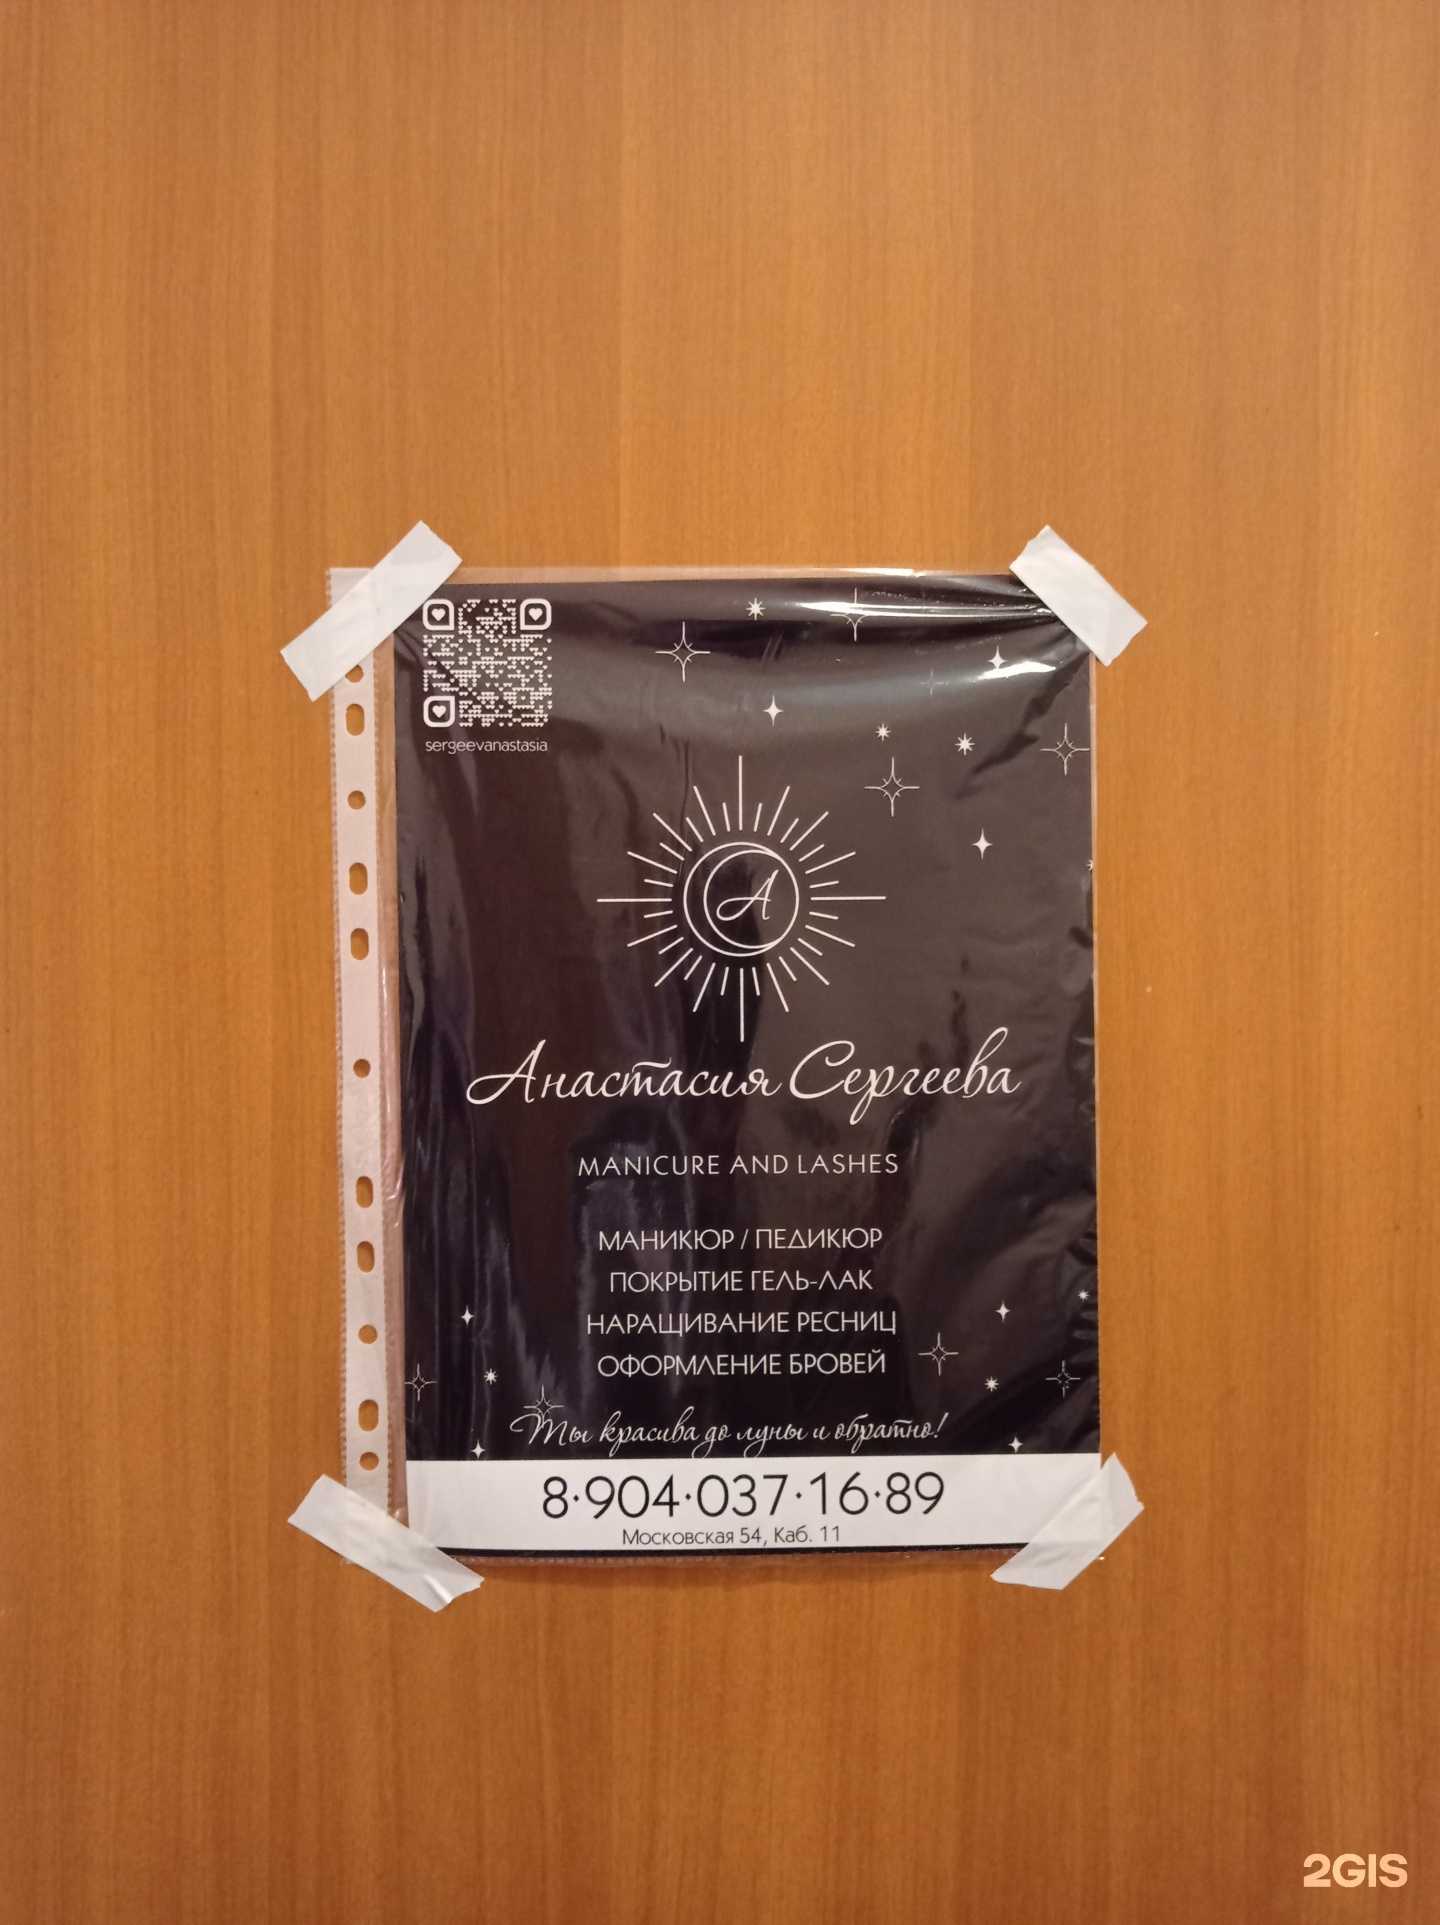 sergeevanastasia
А
Анастасия Сергеева
MANICURE AND LASHES
МАНИКЮР / ПЕДИКЮР
ПОКРЫТИЕ ГЕЛЬ-ЛАК
НАРАЩИВАНИЕ РЕСНИЦ
ОФОРМЛЕНИЕ БРОВЕЙ
Ты красива до луны и обратно!
8·904·037·16·89
Московская 54, Каб. 11
2GIS